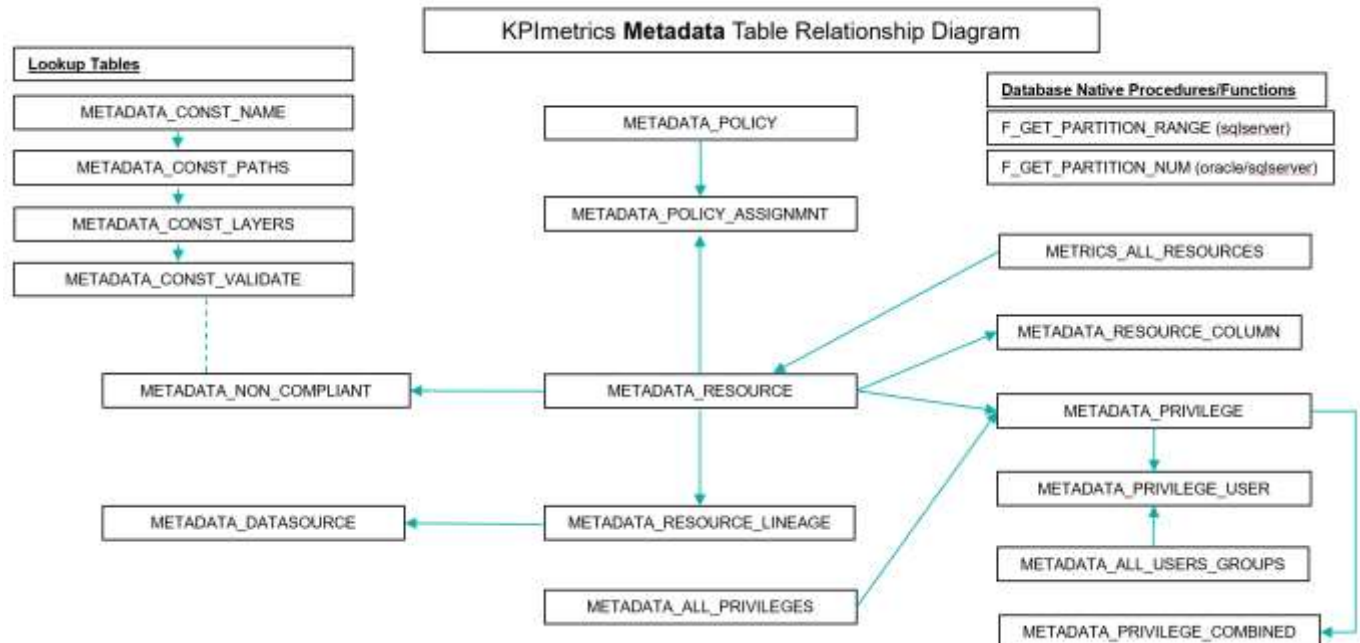 KPImetrics Metadata Table Relationship Diagram
Lookup Tables
METADATA_CONST_NAME
METADATA_CONST_PATHS
METADATA_CONST_LAYERS
METADATA_CONST_VALIDATE
METADATA_POLICY
METADATA_POLICY_ASSIGNMNT
Database Native Procedures/Functions
F_GET_PARTITION_RANGE (sqlserver)
F_GET_PARTITION_NUM (oracle/sqlserver)
METRICS_ALL_RESOURCES
METADATA_RESOURCE_COLUMN
METADATA_NON_COMPLIANT
METADATA_RESOURCE
METADATA_PRIVILEGE
METADATA_PRIVILEGE_USER
METADATA_DATASOURCE
METADATA_RESOURCE_LINEAGE
METADATA_ALL_USERS_GROUPS
METADATA_ALL_PRIVILEGES
METADATA_PRIVILEGE_COMBINED